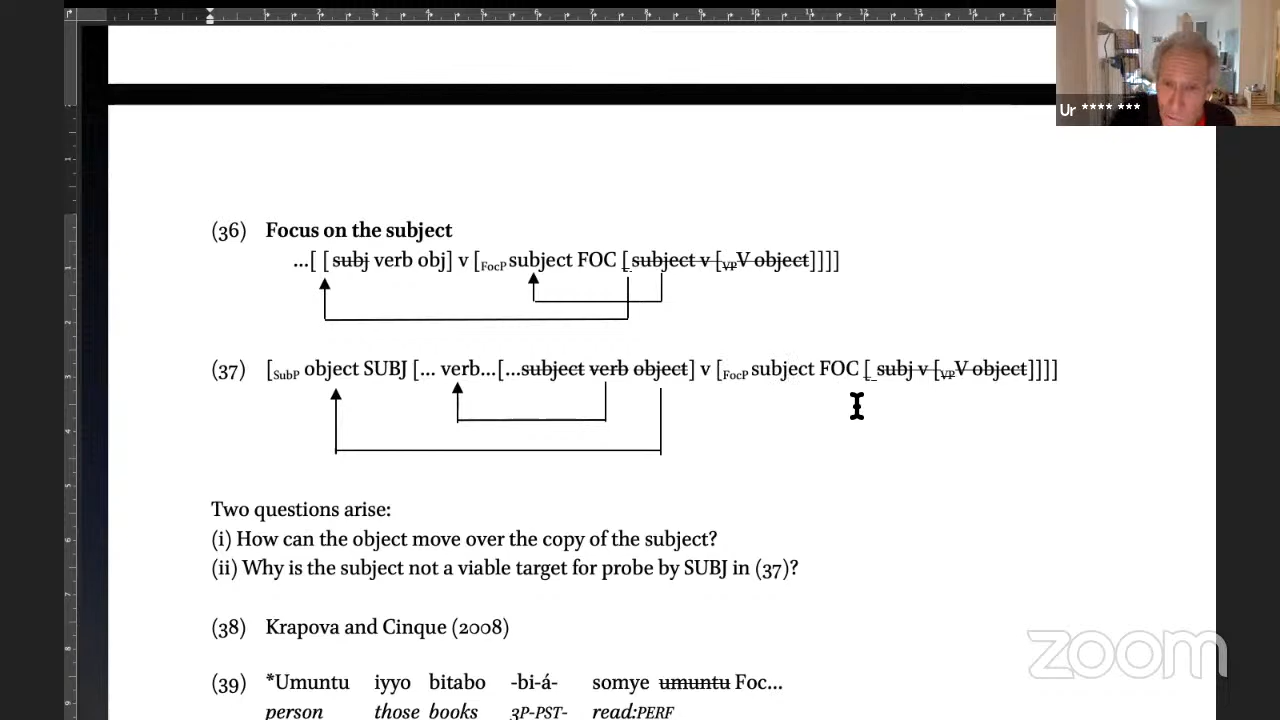 Ur **** ***
(36) Focus on the subject
...[ [ subj verb obj] v [FocP subject FOC [ subject v [VP V object]]]]
(37) [SubP object SUBJ [... verb...[...subject verb object] v [FocP subject FOC [ subj v [VP V object]]]]
Two questions arise:
(i) How can the object move over the copy of the subject?
(ii) Why is the subject not a viable target for probe by SUBJ in (37)?
(38) Krapova and Cinque (2008)
(39) *Umuntu iyyo bitabo -bi-á- somye umuntu Foc...
person those books 3P-PST- read:PERF
zoom